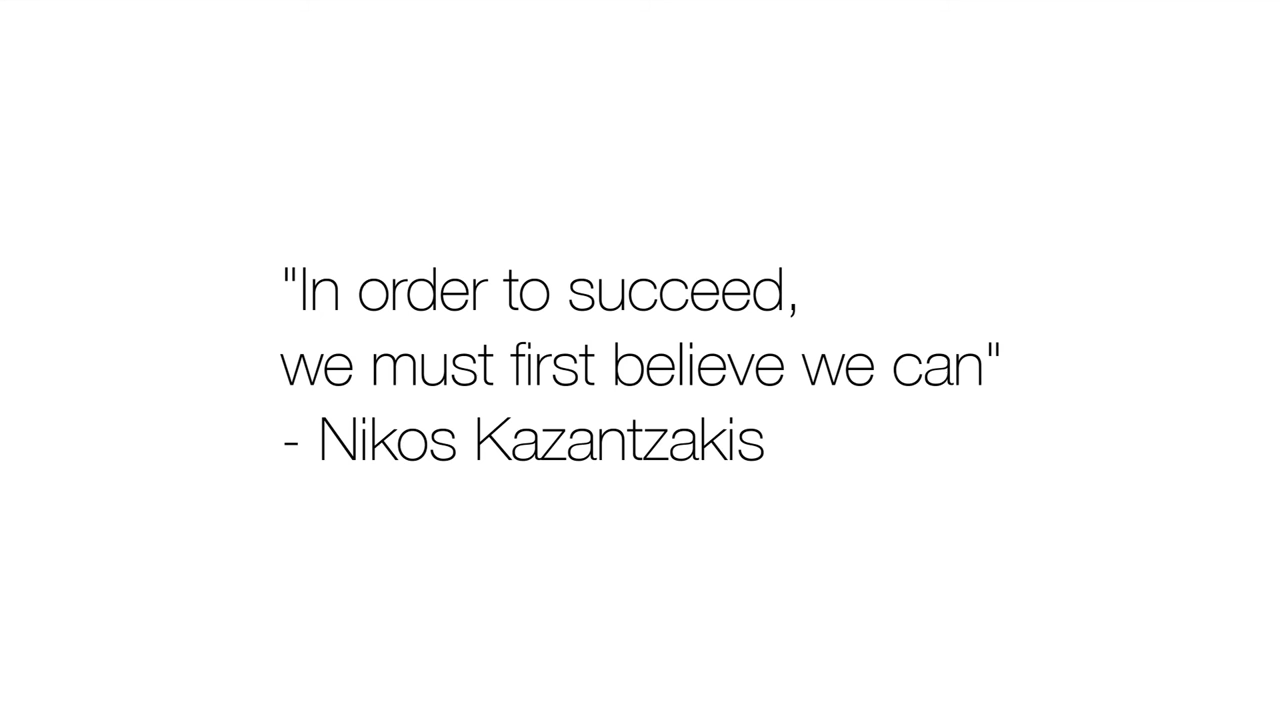 "In order to succeed,
we must first believe we can"
- Nikos Kazantzakis